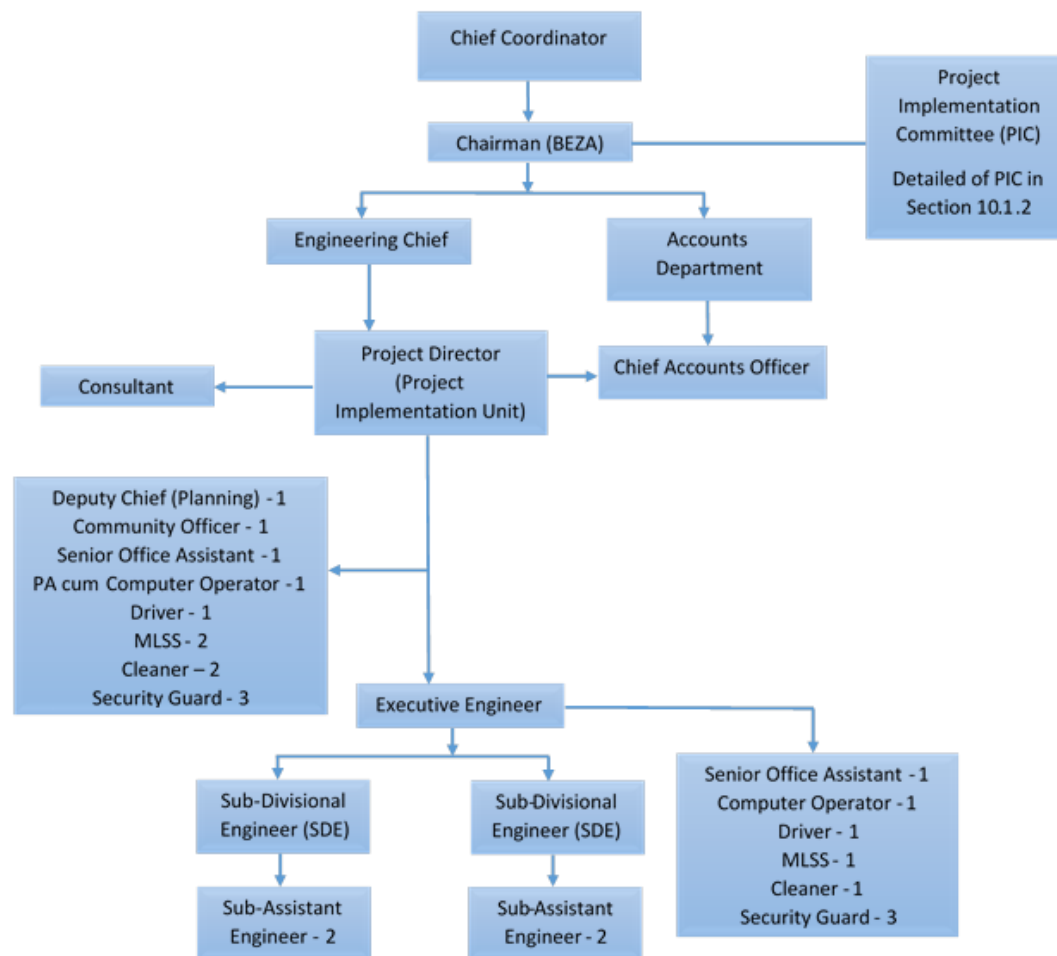 Chief Coordinator
Project
Implementation
Committee (PIC)
Detailed of PIC in
Section 10.1.2
Chairman (BEZA)
Engineering Chief
Accounts
Department
Project Director
(Project
Implementation Unit)
Chief Accounts Officer
Consultant
Deputy Chief (Planning) - 1
Community Officer - 1
Senior Office Assistant - 1
PA cum Computer Operator - 1
Driver - 1
MLSS - 2
Cleaner – 2
Security Guard - 3
Executive Engineer
Sub-Divisional
Engineer (SDE)
Sub-Divisional
Engineer (SDE)
Senior Office Assistant - 1
Computer Operator - 1
Driver - 1
MLSS - 1
Cleaner - 1
Security Guard - 3
Sub-Assistant
Engineer - 2
Sub-Assistant
Engineer - 2